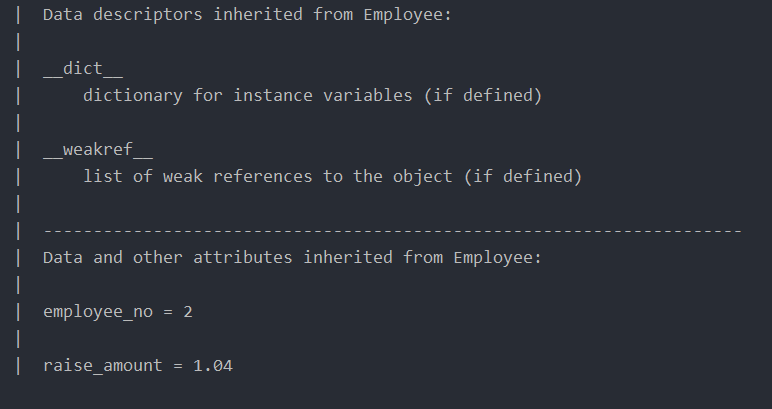 |  Data descriptors inherited from Employee:
|
|  __dict__
|      dictionary for instance variables (if defined)
|
|  __weakref__
|      list of weak references to the object (if defined)
|
|  ----------------------------------------------------------------------
|  Data and other attributes inherited from Employee:
|
|  employee_no = 2
|
|  raise_amount = 1.04